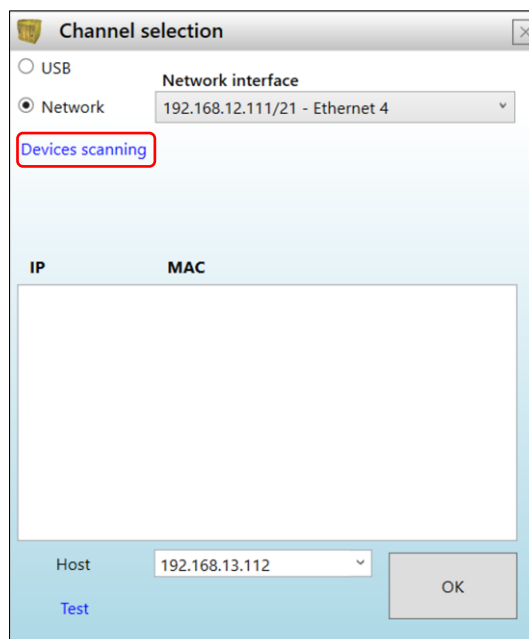 Channel selection
USB
Network interface
Network
192.168.12.111/21 - Ethernet 4
Devices scanning
IP MAC
Host
192.168.13.112
OK
Test